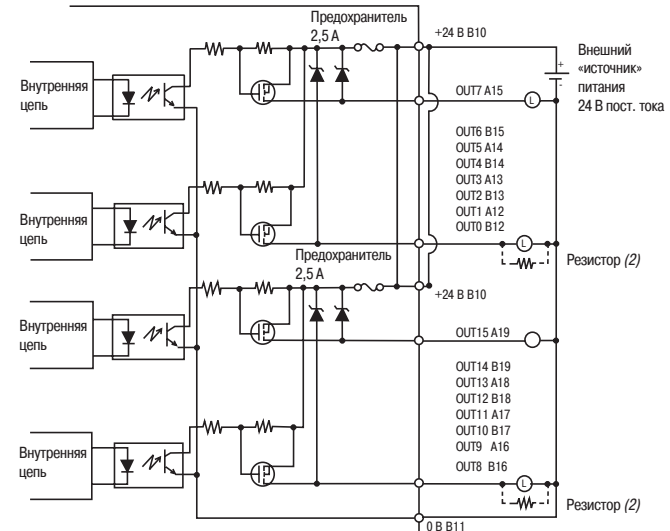 Предохранитель
2,5 A
+24 В B10
Внешний
«источник»
питания
24 В пост. тока
+
-
Внутренняя
цепь
OUT7 A15
L
OUT6 B15
OUT5 A14
OUT4 B14
OUT3 A13
OUT2 B13
OUT1 A12
OUT0 B12
Внутренняя
цепь
L
Резистор (2)
Предохранитель
2,5 A
+24 В B10
Внутренняя
цепь
OUT15 A19
OUT14 B19
OUT13 A18
OUT12 B18
OUT11 A17
OUT10 B17
OUT9 A16
OUT8 B16
Внутренняя
цепь
L
Резистор (2)
0 В B11